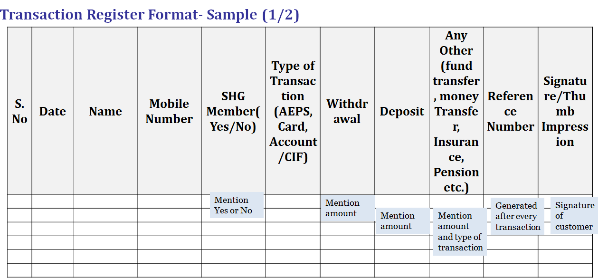 Transaction Register Format- Sample (1/2)
S.
No
Date
Name
Mobile
Number
SHG
Member(
Yes/No)
Type of
Transac
tion
(AEPS,
Card,
Account
/CIF)
Withdr
awal
Deposit
Any
Other
(fund
transfer
, money
Transfe
r,
Insuran
ce,
Pension
etc.)
Referen
ce
Number
Signatu
re/Thu
mb
Impress
ion
Mention
Yes or No
Mention
amount
Mention
amount
Mention
amount
and type of
transaction
Generated
after every
transaction
Signature
of
customer